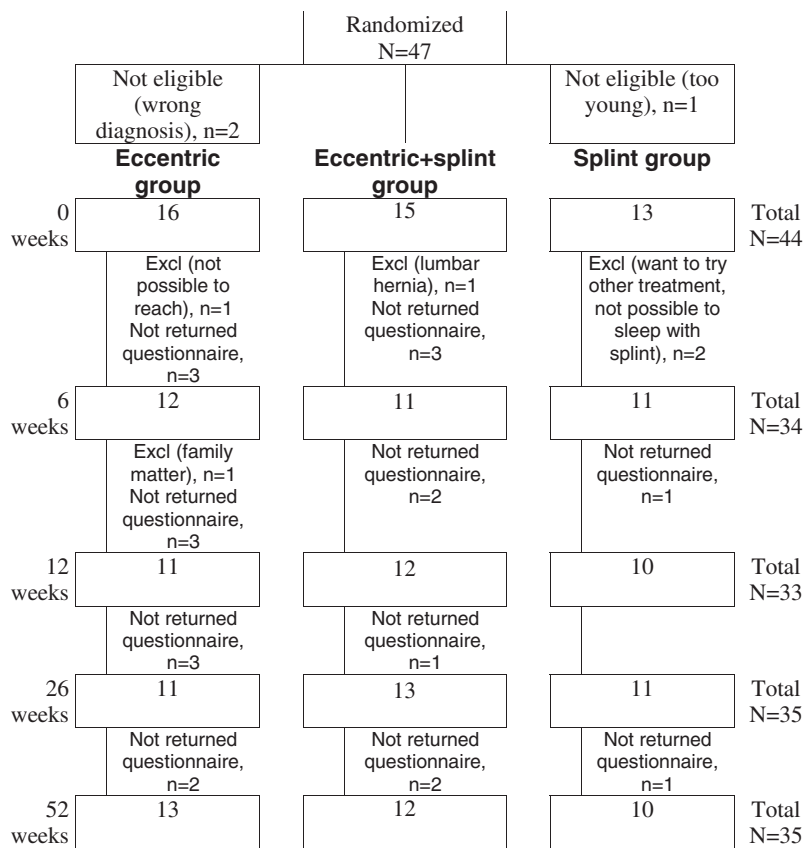 Randomized
N=47
Not eligible
(wrong
diagnosis), n=2
Not eligible (too
young), n=1
Eccentric
group
Eccentric+splint
group
Splint group
0
weeks
16
15
13
Total
N=44
Excl (not
possible to
reach), n=1
Not returned
questionnaire,
n=3
Excl (lumbar
hernia), n=1
Not returned
questionnaire,
n=3
Excl (want to try
other treatment,
not possible to
sleep with
splint), n=2
6
weeks
12
11
11
Total
N=34
Excl (family
matter), n=1
Not returned
questionnaire,
n=3
Not returned
questionnaire,
n=2
Not returned
questionnaire,
n=1
12
weeks
11
12
10
Total
N=33
Not returned
questionnaire,
n=3
Not returned
questionnaire,
n=1
26
weeks
11
13
11
Total
N=35
Not returned
questionnaire,
n=2
Not returned
questionnaire,
n=2
Not returned
questionnaire,
n=1
52
weeks
13
12
10
Total
N=35